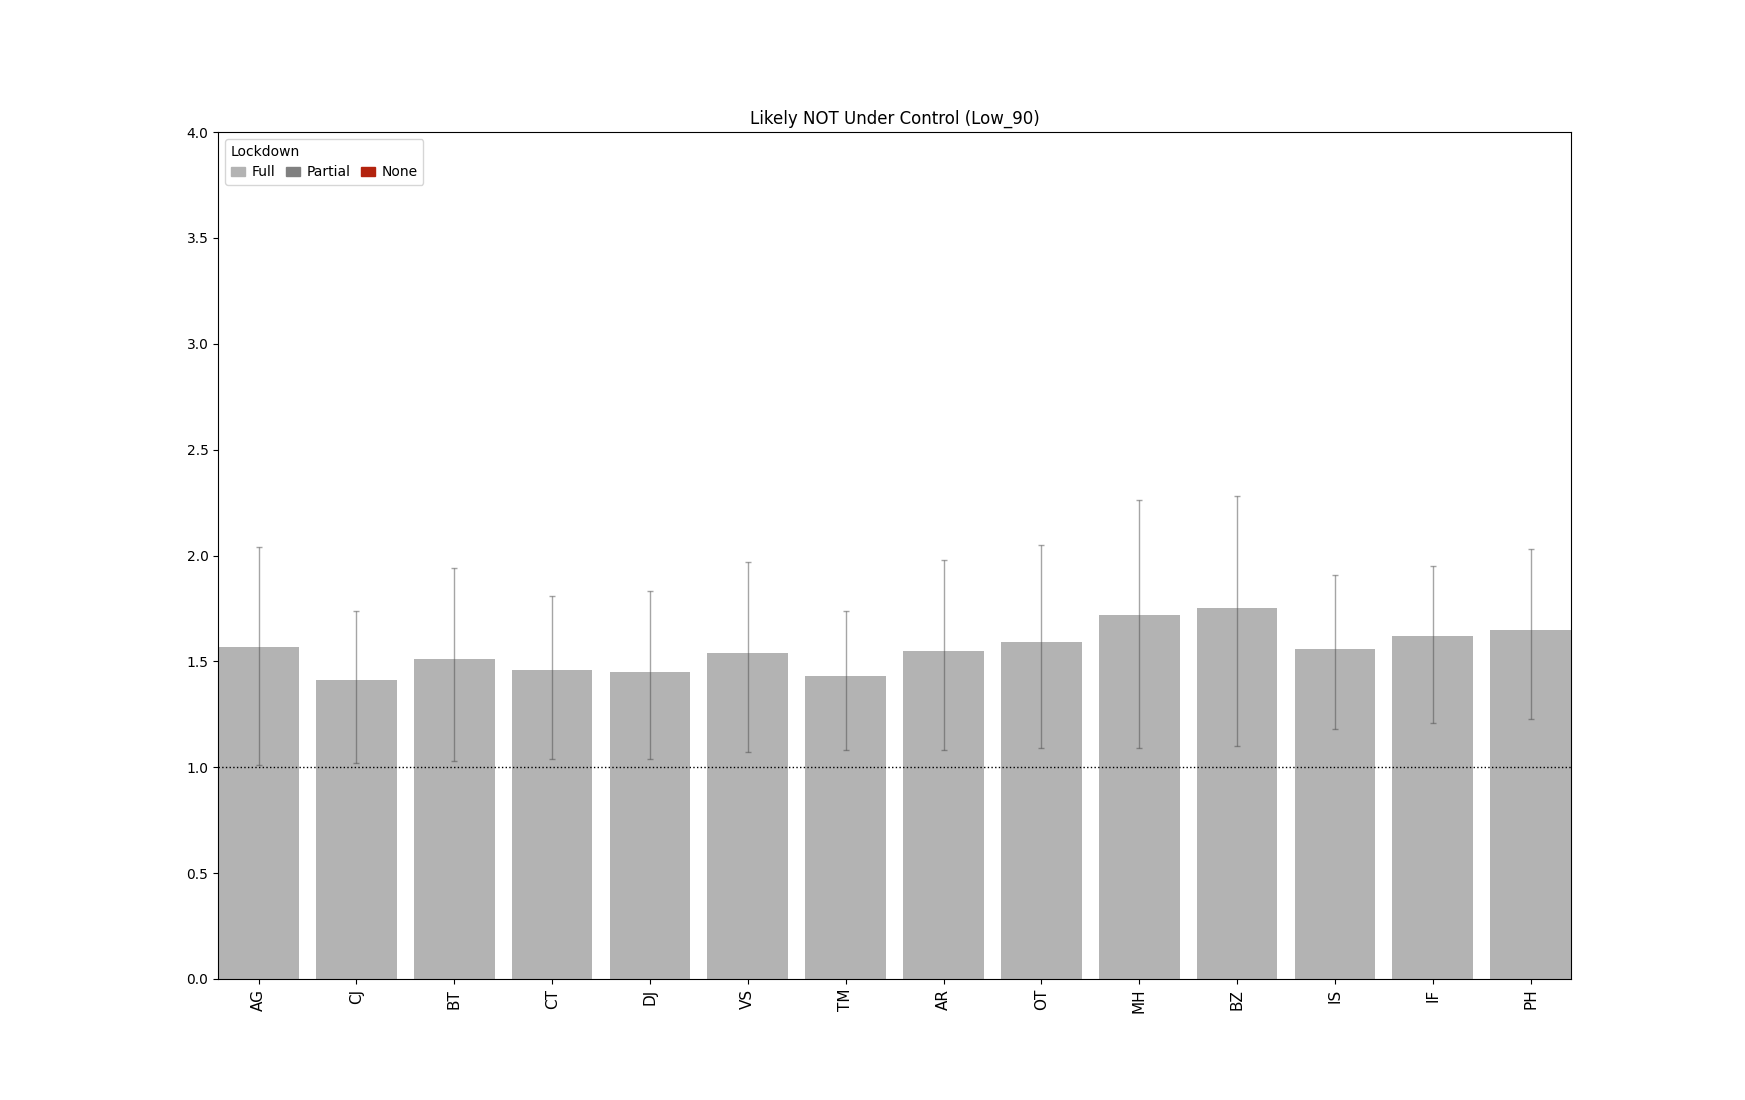 Likely NOT Under Control (Low_90)
4.0
Lockdown
Full Partial None
3.5
3.0
2.5
2.0
1.5
1.0
0.5
0.0
AG CJ BT CT DJ VS TM AR OT MH BZ IS IF PH